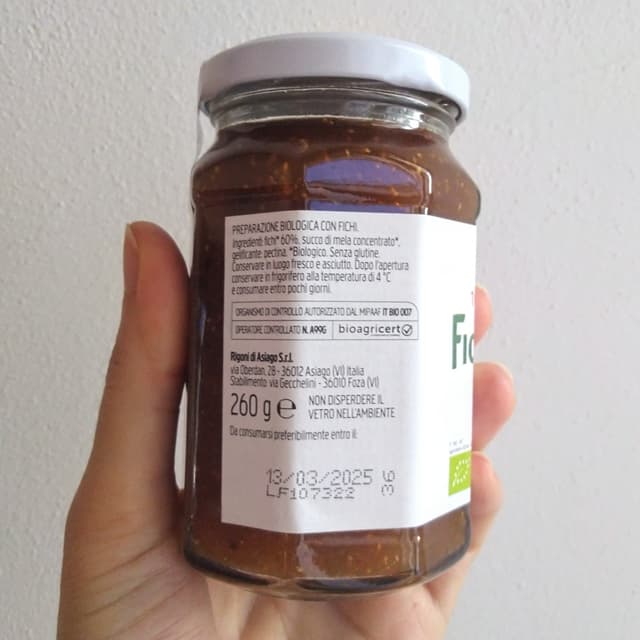 PREPARAZIONE BIOLOGICA CON FICHI.
Ingredienti: fichi* 60%, succo di mela concentrato*,
gelificante: pectina. *Biologico. Senza glutine.
Conservare in luogo fresco e asciutto. Dopo l'apertura
conservare in frigorifero alla temperatura di 4 °C
e consumare entro pochi giorni.
ORGANISMO DI CONTROLLO AUTORIZZATO DAL MIPAAF IT BIO 007
OPERATORE CONTROLLATO N. A99G bioagricert
Rigoni di Asiago S.r.l.
via Oberdan, 28 - 36012 Asiago (VI) Italia
Stabilimento: via Gecchelini - 36010 Foza (VI)
260 g e NON DISPERDERE IL
VETRO NELL'AMBIENTE
Da consumarsi preferibilmente entro il:
13/03/2025 36
LF107322
Fic